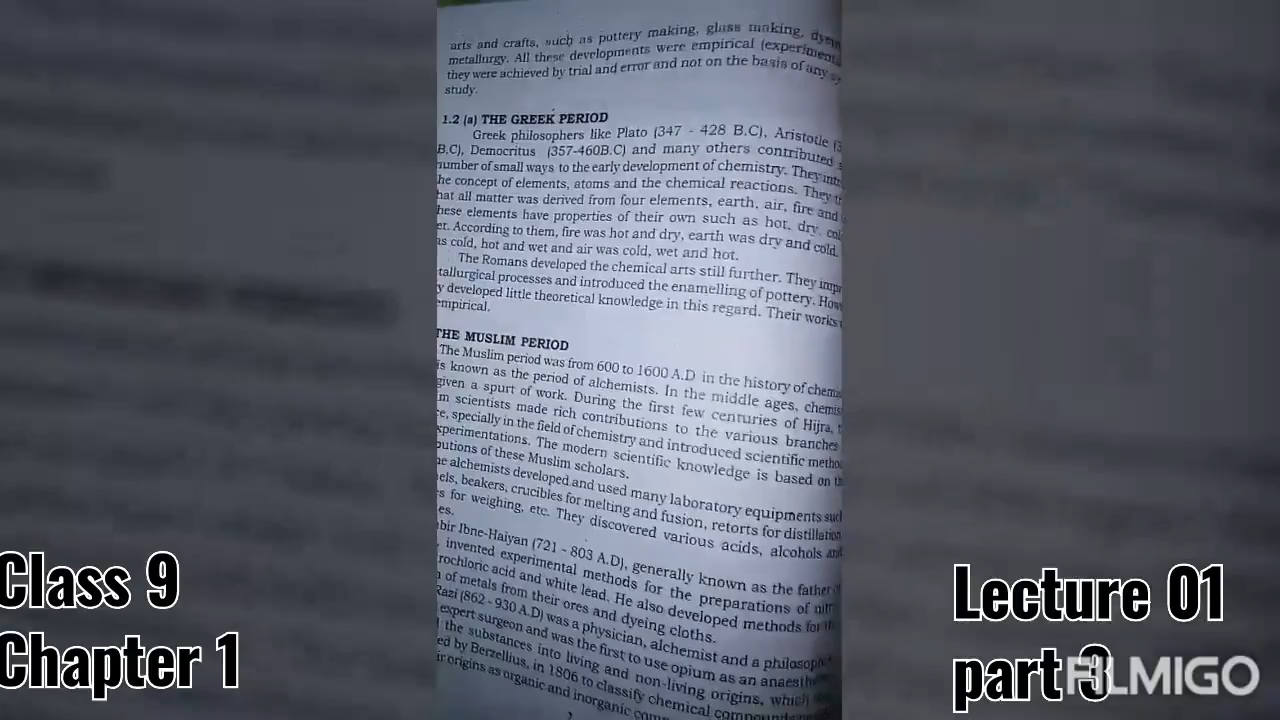 arts and crafts, such as pottery making, glass making,
metallurgy. All these developments were empirical (experiment
they were achieved by trial and error and not on the basis of any
study.
1.2 (a) THE GREEK PERIOD
Greek philosophers like Plato (347 - 428 B.C), Aristotle
B.C), Democritus (357-460B.C) and many others contributed
number of small ways to the early development of chemistry. They
he concept of elements, atoms and the chemical reactions. They
hat all matter was derived from four elements, earth, air, fire and
hese elements have properties of their own such as hot, dry,
et. According to them, fire was hot and dry, earth was dry and cold,
as cold, hot and wet and air was cold, wet and hot.
The Romans developed the chemical arts still further. They
tallurgical processes and introduced the enamelling of pottery.
y developed little theoretical knowledge in this regard. Their works
empirical.
THE MUSLIM PERIOD
The Muslim period was from 600 to 1600 A.D in the history of
is known as the period of alchemists. In the middle ages,
given a spurt of work. During the first few centuries of Hijra,
m scientists made rich contributions to the various branches
e, specially in the field of chemistry and introduced scientific
xperimentations. The modern scientific knowledge is based on
butions of these Muslim scholars.
e alchemists developed and used many laboratory equipments
els, beakers, crucibles for melting and fusion, retorts for distillation
s for weighing, etc. They discovered various acids, alcohols
es.
bir Ibne-Haiyan (721 - 803 A.D), generally known as the father
invented experimental methods for the preparations of
rochloric acid and white lead. He also developed methods for
n of metals from their ores and dyeing cloths.
Razi (862 - 930 A.D) was a physician, alchemist and a
expert surgeon and was the first to use opium as an
the substances into living and non-living origins, which
ed by Berzellius, in 1806 to classify chemical compounds
ir origins as organic and inorganic
Class 9
Chapter 1
Lecture 01
part 3
FILMIGO